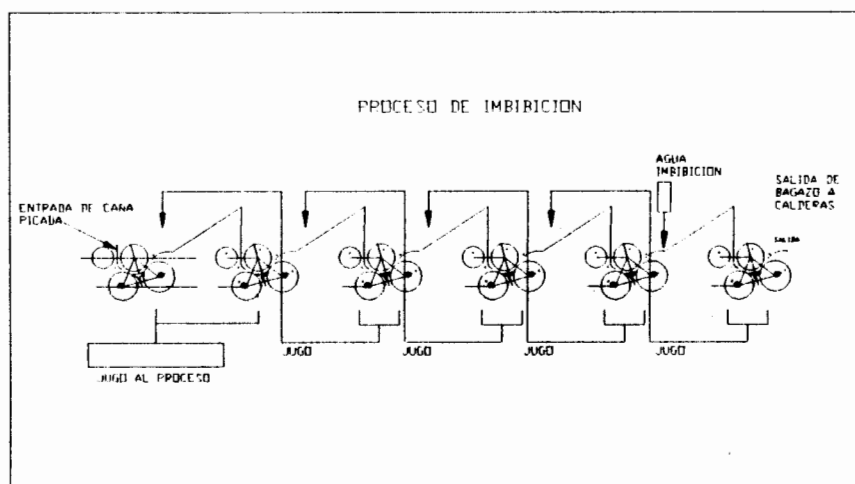 PROCESO DE IMBIBICION
AGUA
IMBIBICION
SALIDA DE
BAGAZO A
CALDERAS
ENTRADA DE CAÑA
PICADA
SALIDA
JUGO
JUGO
JUGO
JUGO
JUGO AL PROCESO